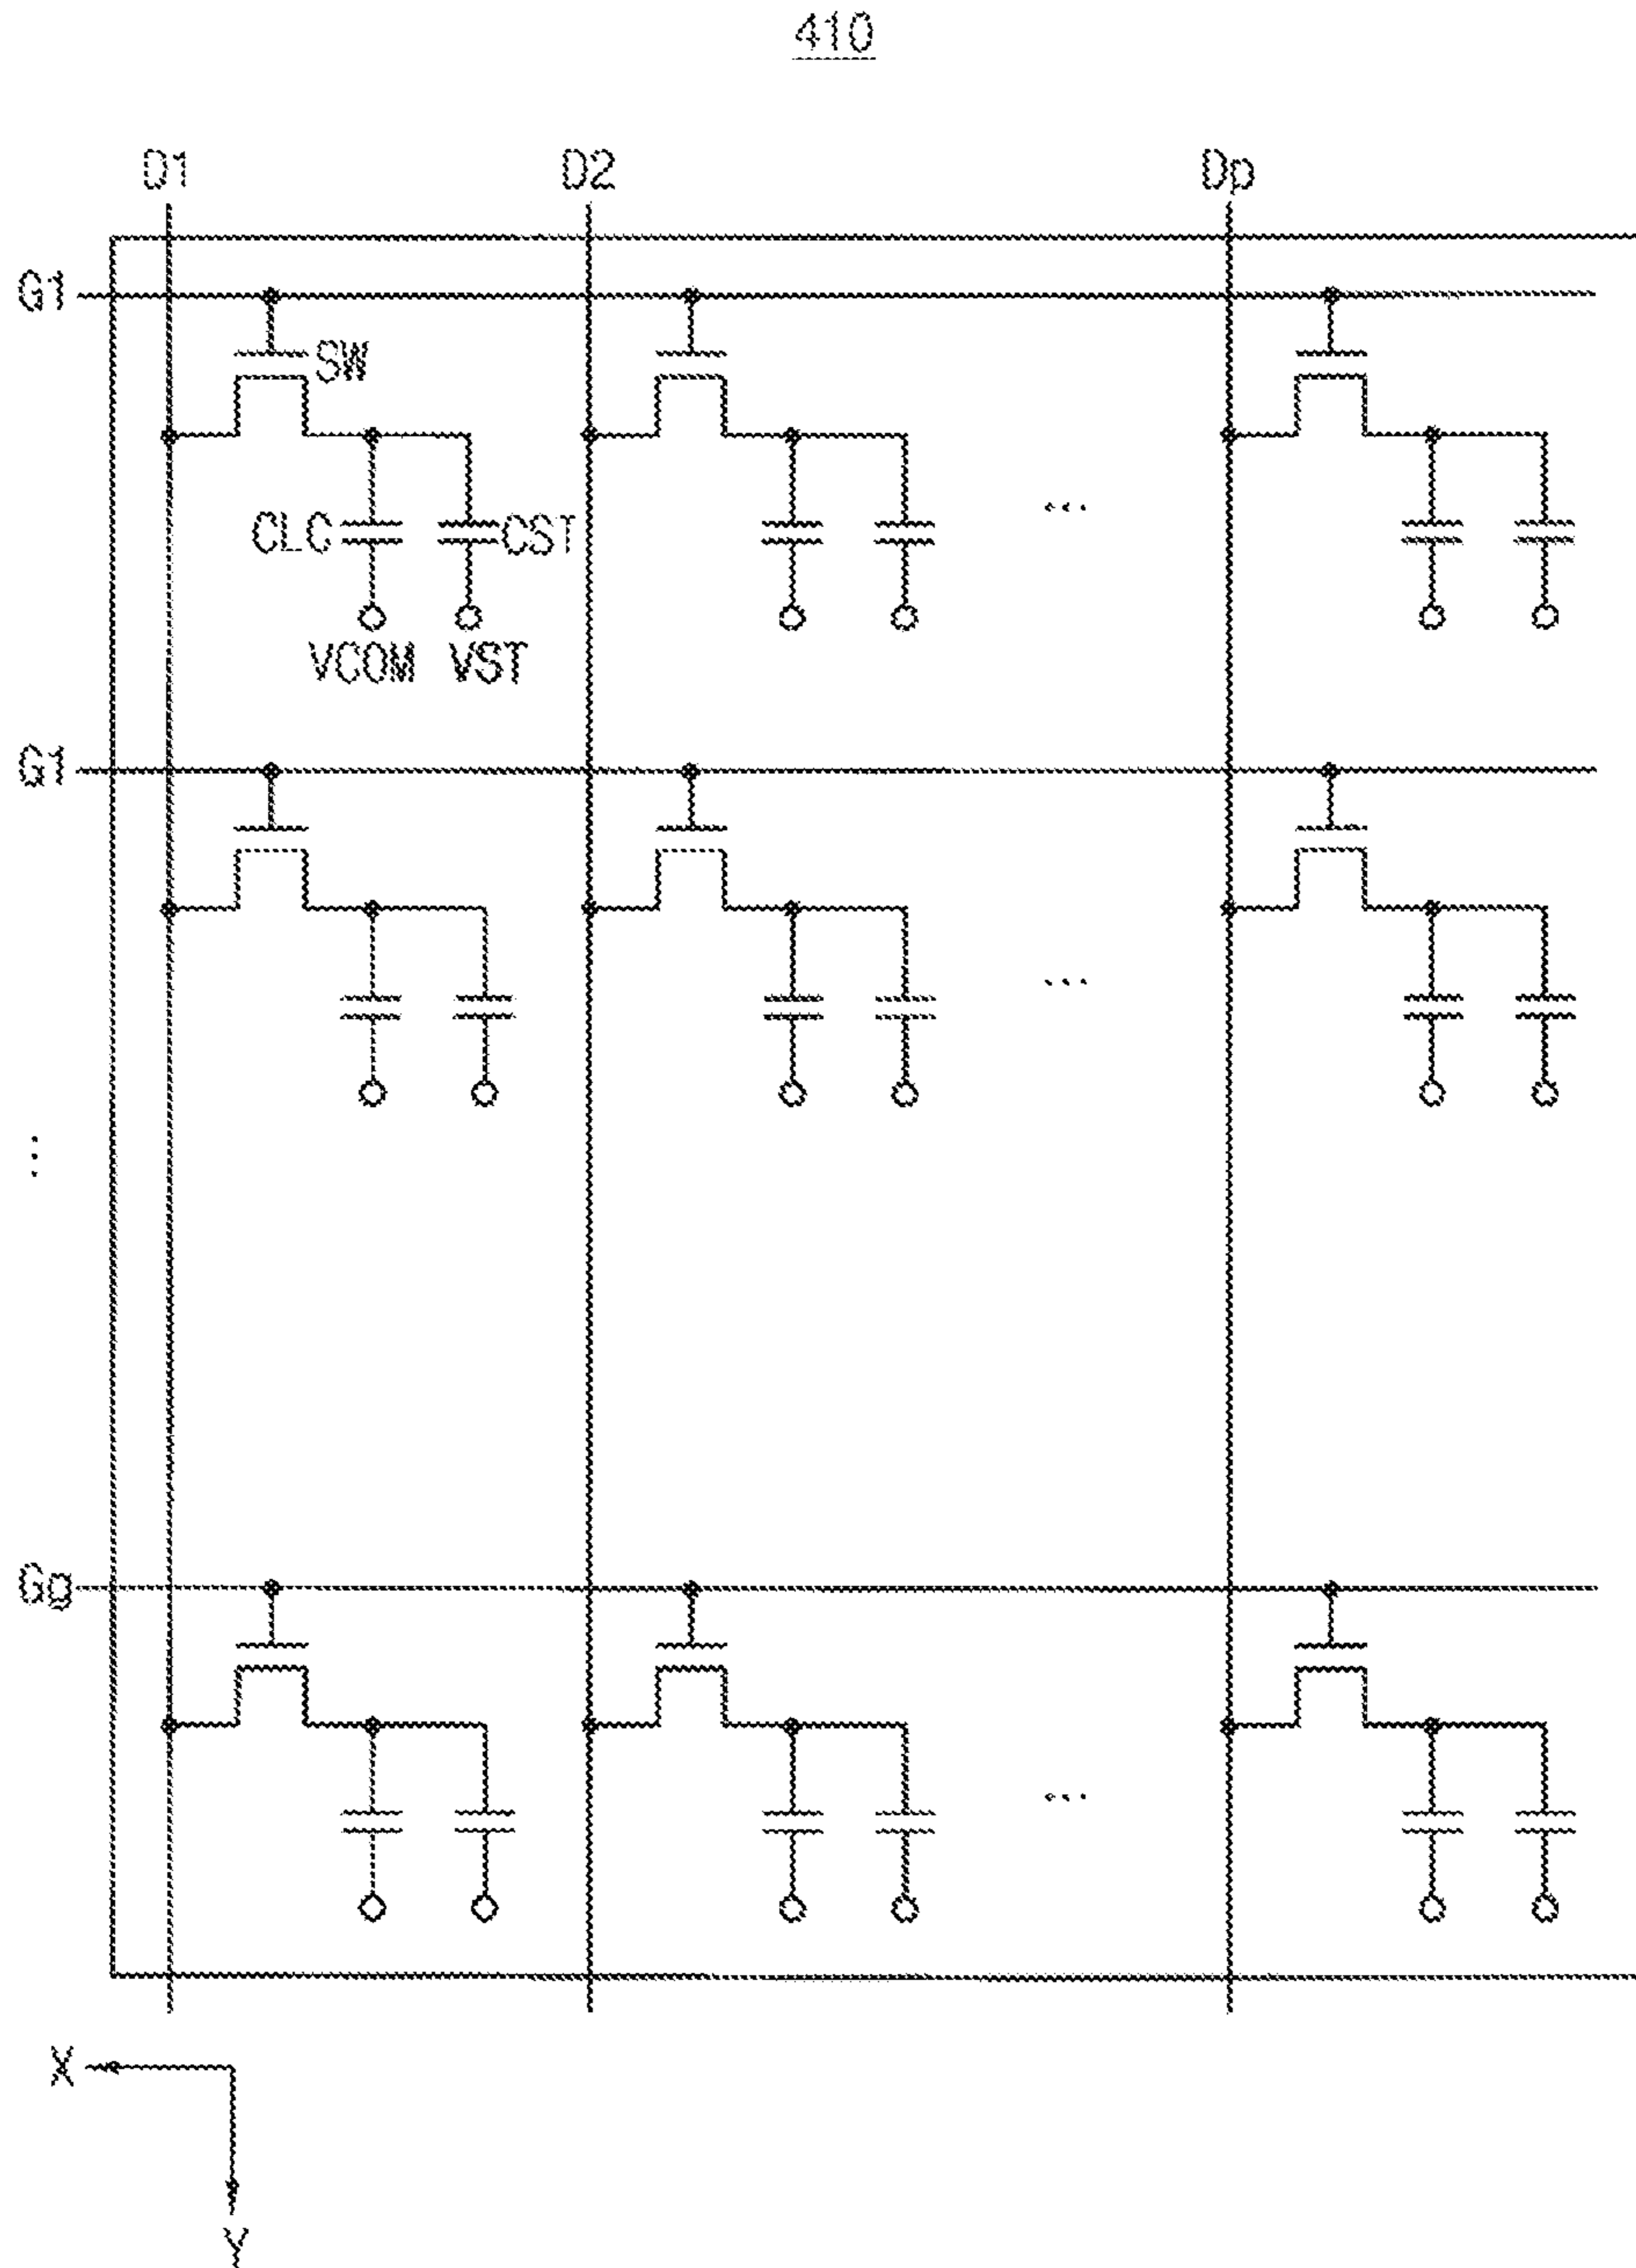 410
D1 D2 Dp
G1
SW
CLC CST
VCOM VST
...
G1
...
⋮
Gg
...
X
Y